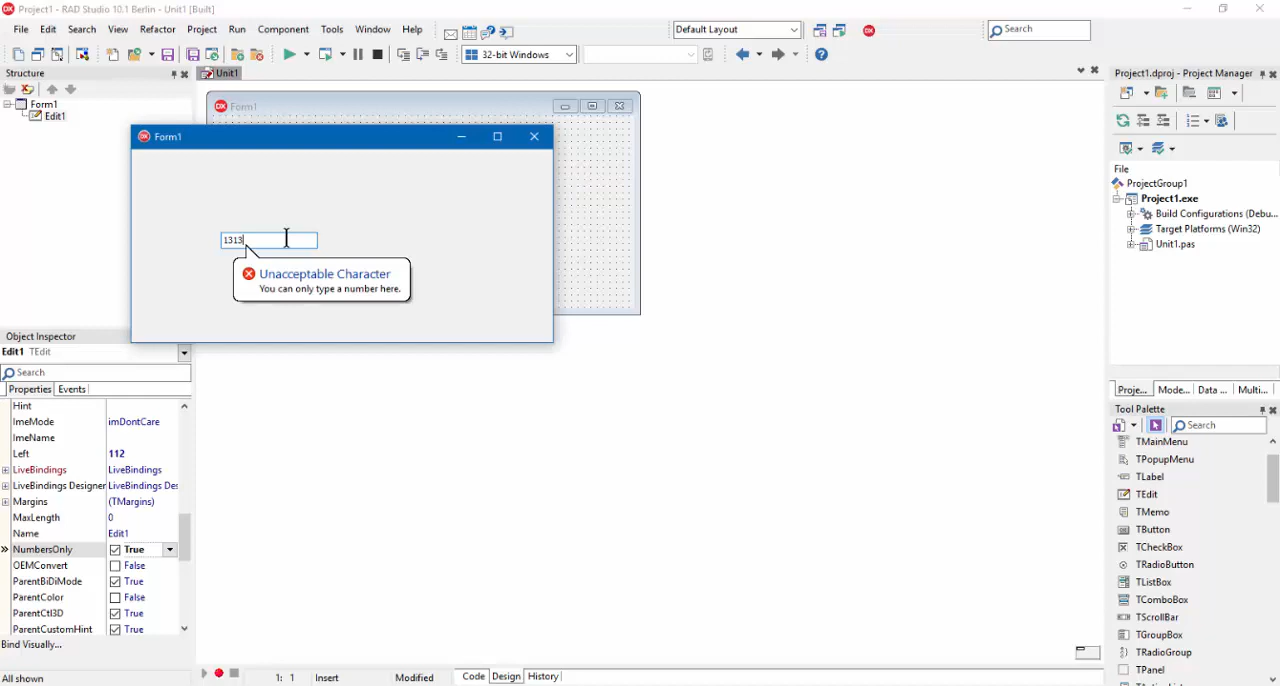 Project1 - RAD Studio 10.1 Berlin - Unit1 [Built]
File Edit Search View Refactor Project Run Component Tools Window Help
Default Layout
Search
32-bit Windows
Structure
Unit1
Project1.dproj - Project Manager
Form1
Edit1
Form1
Form1
1313
Unacceptable Character
You can only type a number here.
File
ProjectGroup1
Project1.exe
Build Configurations (Debu...
Target Platforms (Win32)
Unit1.pas
Object Inspector
Edit1 TEdit
Search
Properties Events
Hint
ImeMode imDontCare
ImeName
Left 112
LiveBindings LiveBindings
LiveBindings Designer LiveBindings Des
Margins (TMargins)
MaxLength 0
Name Edit1
NumbersOnly True
OEMConvert False
ParentBiDiMode True
ParentColor False
ParentCtl3D True
ParentCustomHint True
Bind Visually...
All shown
Proje... Mode... Data ... Multi...
Tool Palette
Search
TMainMenu
TPopupMenu
TLabel
TEdit
TMemo
TButton
TCheckBox
TRadioButton
TListBox
TComboBox
TScrollBar
TGroupBox
TRadioGroup
TPanel
1: 1 Insert Modified Code Design History